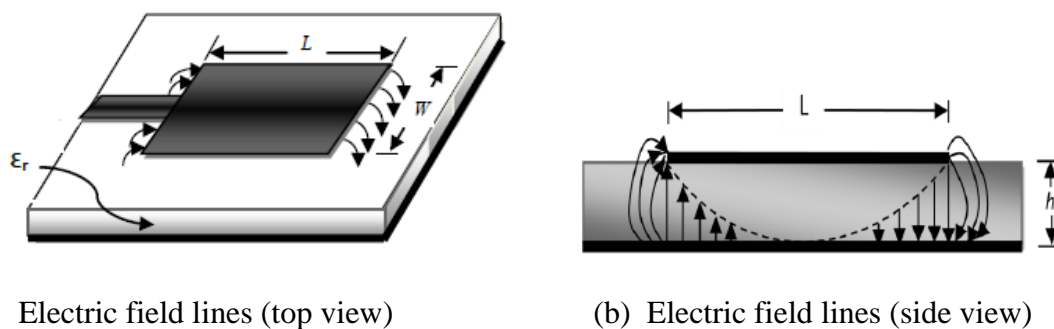 L
W
εr
L
h
Electric field lines (top view)
(b) Electric field lines (side view)